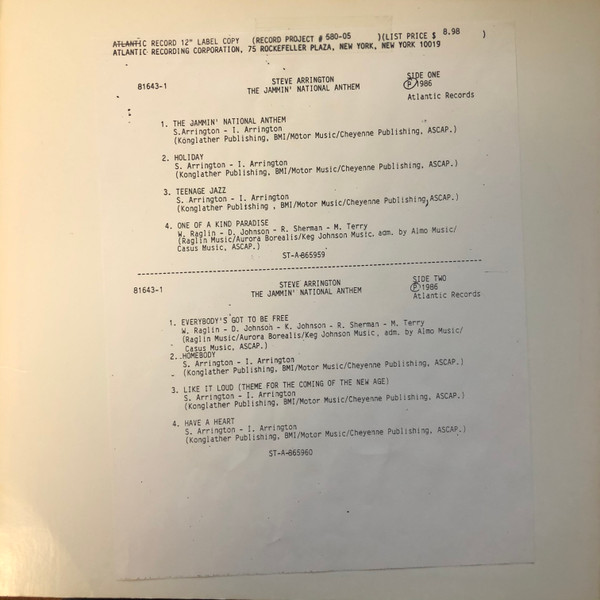 ATLANTIC RECORD 12" LABEL COPY (RECORD PROJECT # 580-05 )(LIST PRICE $ 8.98 )
ATLANTIC RECORDING CORPORATION, 75 ROCKEFELLER PLAZA, NEW YORK, NEW YORK 10019
81643-1 STEVE ARRINGTON SIDE ONE
THE JAMMIN' NATIONAL ANTHEM Ⓟ1986
Atlantic Records
1. THE JAMMIN' NATIONAL ANTHEM
S.Arrington - I. Arrington
(Konglather Publishing, BMI/Motor Music/Cheyenne Publishing, ASCAP.)
2. HOLIDAY
S. Arrington - I. Arrington
(Konglather Publishing, BMI/Motor Music/Cheyenne Publishing, ASCAP.)
3. TEENAGE JAZZ
S. Arrington - I. Arrington
(Konglather Publishing , BMI/Motor Music/Cheyenne Publishing,ASCAP.)
4. ONE OF A KIND PARADISE
W. Raglin - D. Johnson - R. Sherman - M. Terry
(Raglin Music/Aurora Borealis/Keg Johnson Music, adm. by Almo Music/
Casus Music, ASCAP.)
ST-A-865959
81643-1 STEVE ARRINGTON SIDE TWO
THE JAMMIN' NATIONAL ANTHEM Ⓟ1986
Atlantic Records
1. EVERYBODY'S GOT TO BE FREE
W. Raglin - D. Johnson - K. Johnson - R. Sherman - M. Terry
(Raglin Music/Aurora Borealis/Keg Johnson Music, adm. by Almo Music/
Casus Music, ASCAP.)
2. HOMEBODY
S. Arrington - I. Arrington
(Konglather Publishing, BMI/Motor Music/Cheyenne Publishing, ASCAP.)
3. LIKE IT LOUD (THEME FOR THE COMING OF THE NEW AGE)
S. Arrington - I. Arrington
(Konglather Publishing, BMI/Motor Music/Cheyenne Publishing, ASCAP.)
4. HAVE A HEART
S. Arrington - I. Arrington
(Konglather Publishing, BMI/Motor Music/Cheyenne Publishing, ASCAP.)
ST-A-865960